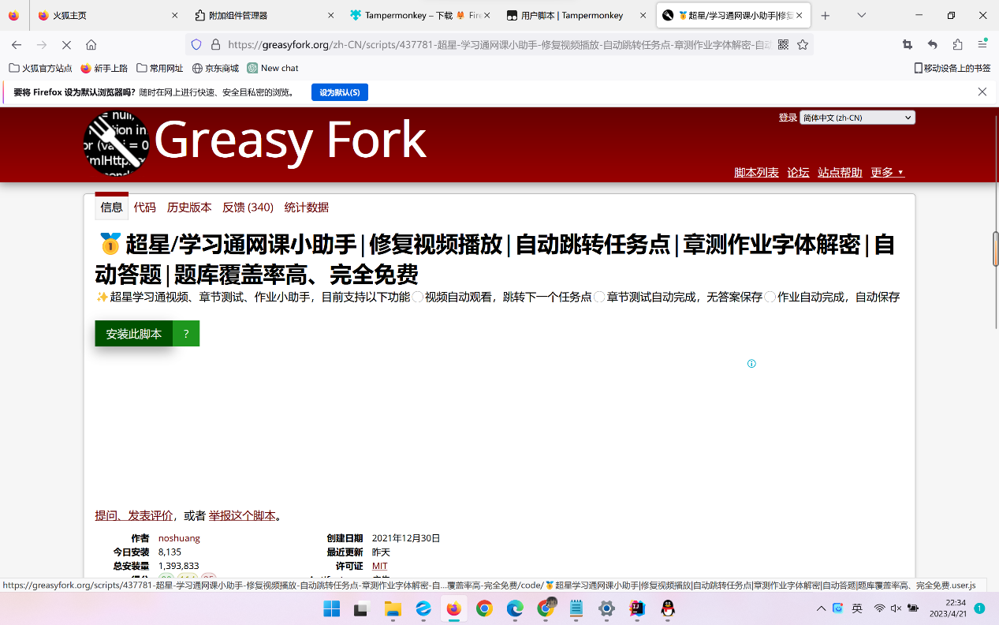 火狐主页
附加组件管理器
Tampermonkey – 下载 🦊 Fire
用户脚本 | Tampermonkey
🥇超星/学习通网课小助手|修
https://greasyfork.org/zh-CN/scripts/437781-超星-学习通网课小助手-修复视频播放-自动跳转任务点-章测作业字体解密-自动
火狐官方站点
新手上路
常用网址
京东商城
New chat
移动设备上的书签
要将 Firefox 设为默认浏览器吗? 随时在网上进行快速、安全且私密的浏览。
设为默认(S)
null,
tion in
or (va i = 0
mlHttp
Greasy Fork
登录 简体中文 (zh-CN)
脚本列表 论坛 站点帮助 更多 ▼
信息 代码 历史版本 反馈 (340) 统计数据
🥇超星/学习通网课小助手|修复视频播放|自动跳转任务点|章测作业字体解密|自
动答题|题库覆盖率高、完全免费
✨超星学习通视频、章节测试、作业小助手，目前支持以下功能◯视频自动观看，跳转下一个任务点◯章节测试自动完成，无答案保存◯作业自动完成，自动保存
安装此脚本 ?
提问、发表评价，或者 举报这个脚本。
作者 noshuang 创建日期 2021年12月30日
今日安装 8,135 最近更新 昨天
总安装量 1,393,833 许可证 MIT
https://greasyfork.org/scripts/437781-超星-学习通网课小助手-修复视频播放-自动跳转任务点-章测作业字体解密-自...覆盖率高-完全免费/code/🥇超星学习通网课小助手|修复视频播放|自动跳转任务点|章测作业字体解密|自动答题|题库覆盖率高、完全免费.user.js
英
22:34
2023/4/21
1